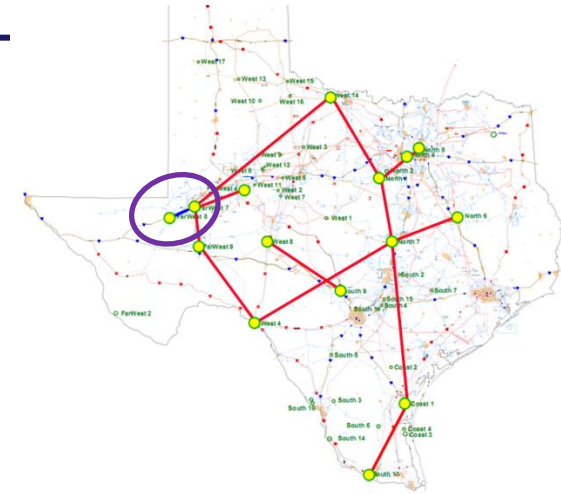 West 17
West 13
West 15
West 10
West 16
West 14
West 3
West 9
West 12
West 6
West 5
West 11
West 2
West 7
FarWest 4
FarWest 7
FarWest 8
West 1
North 5
North 4
North 2
North 6
North 7
West 8
FarWest 9
South 2
South 9
South 7
South 15
South 4
FarWest 2
West 4
South 5
Coast 2
South 3
Coast 1
South 6
Coast 4
Coast 3
South 14
South 10